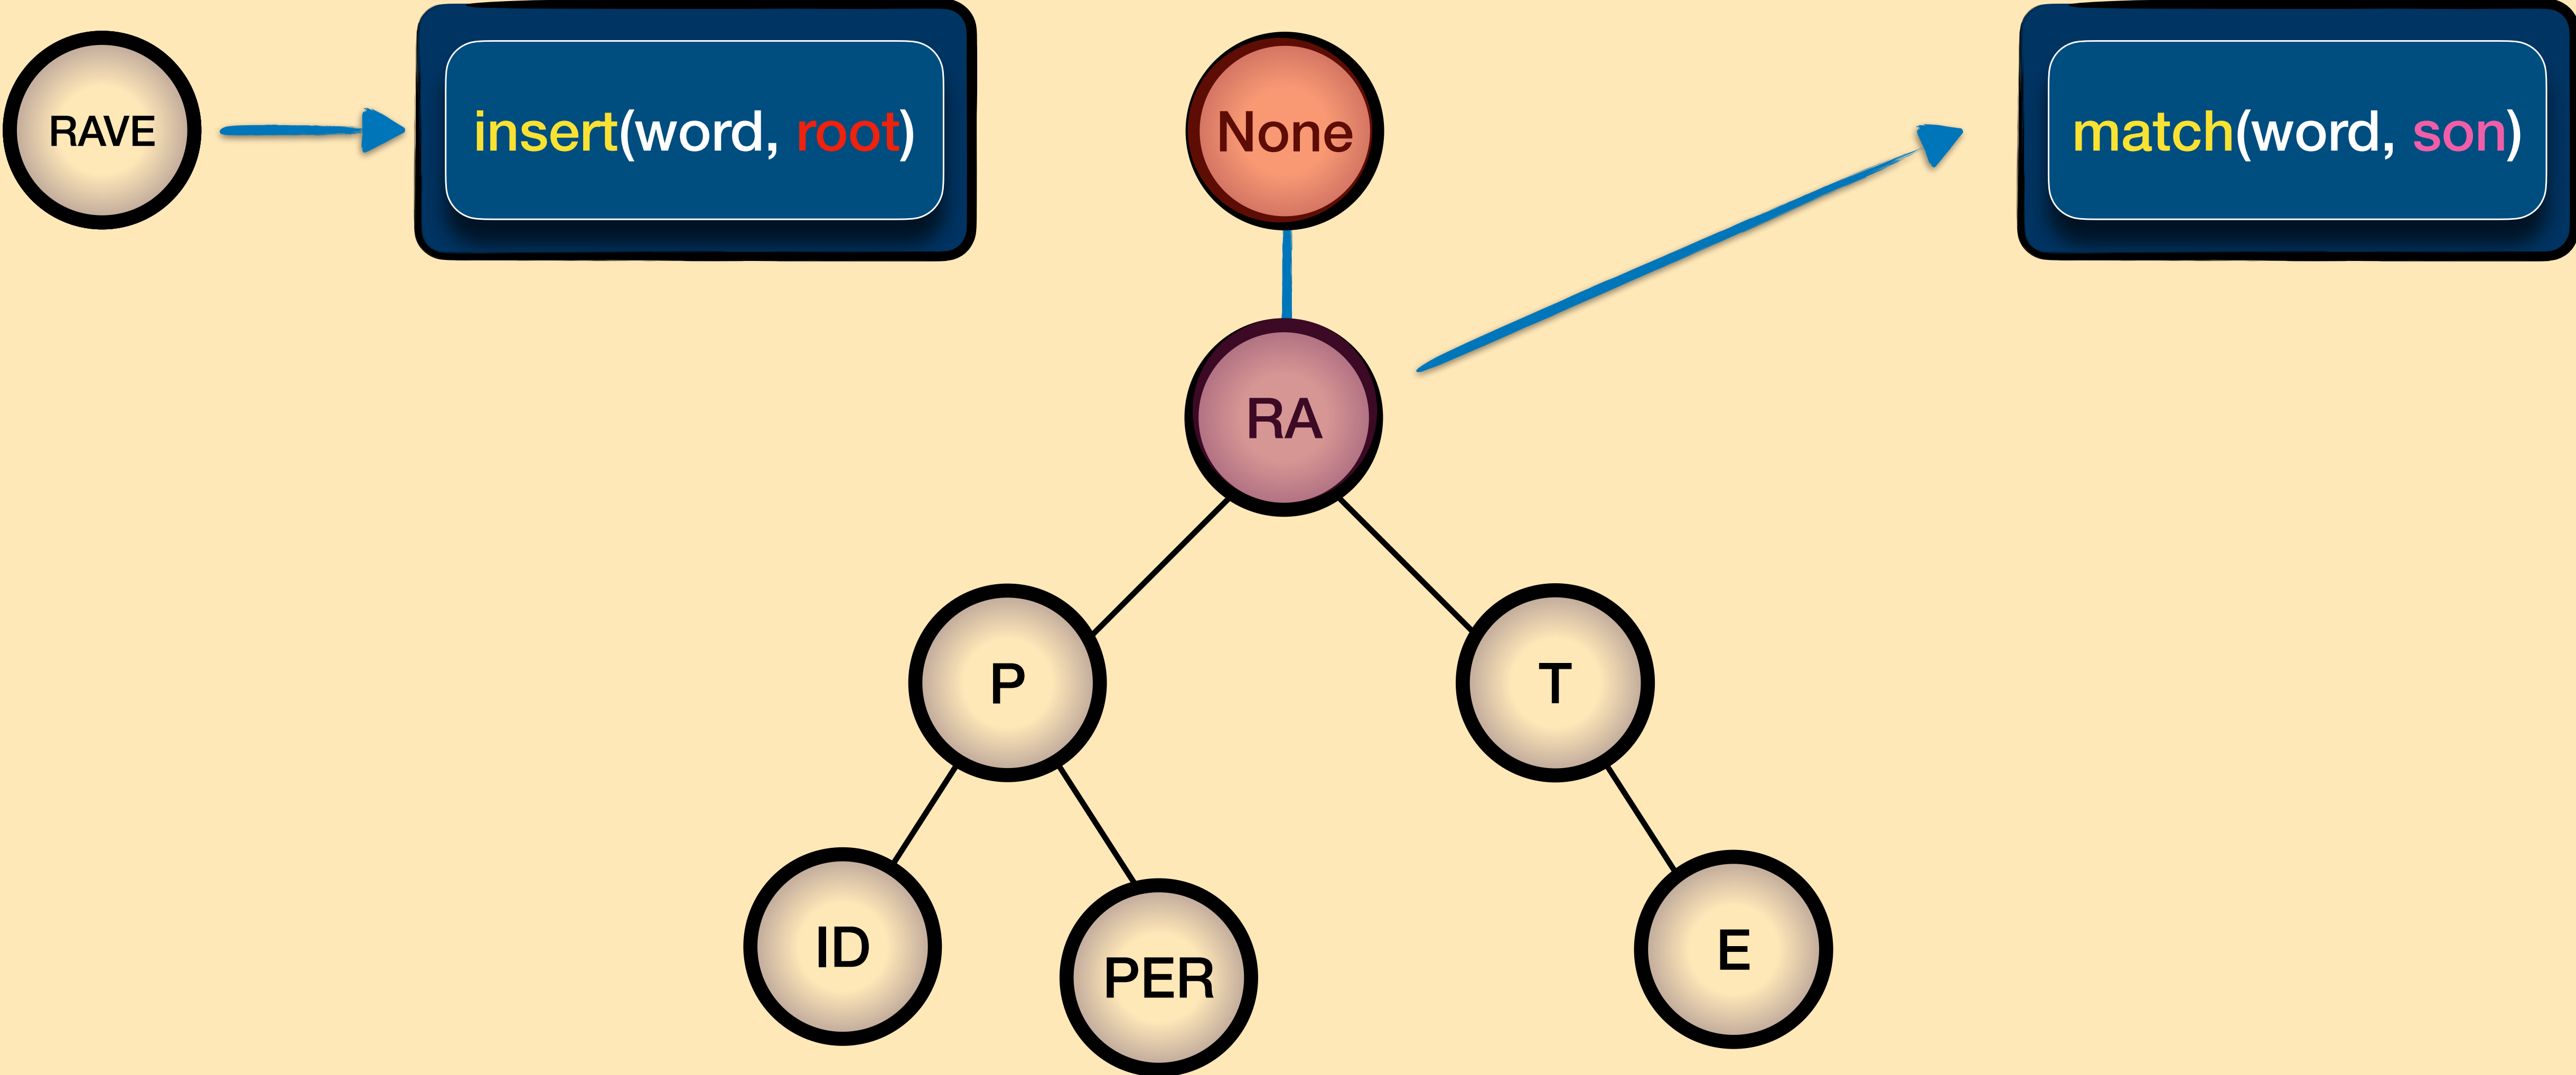 RAVE
insert(word, root)
None
match(word, son)
RA
P
T
ID
PER
E